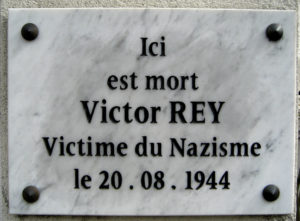 Ici
est mort
Victor REY
Victime du Nazisme
le 20 . 08 . 1944